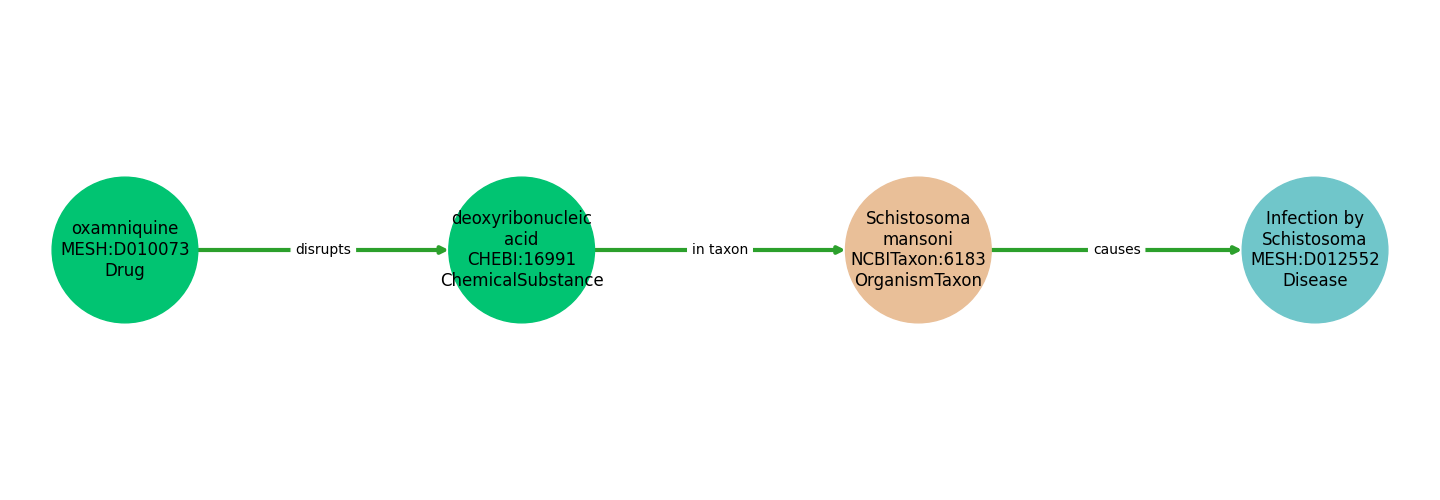 oxamniquine
MESH:D010073
Drug
disrupts
deoxyribonucleic
acid
CHEBI:16991
ChemicalSubstance
in taxon
Schistosoma
mansoni
NCBITaxon:6183
OrganismTaxon
causes
Infection by
Schistosoma
MESH:D012552
Disease